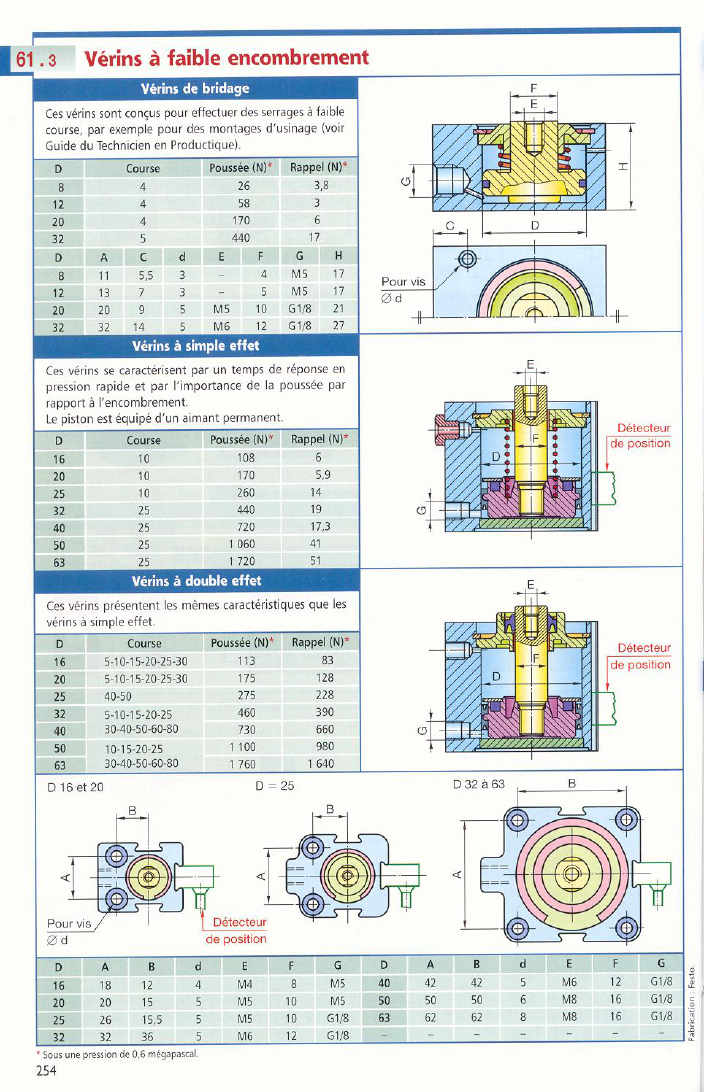 61.3 Vérins à faible encombrement
Vérins de bridage
Ces vérins sont conçus pour effectuer des serrages à faible
course, par exemple pour des montages d'usinage (voir
Guide du Technicien en Productique).
D Course Poussée (N)* Rappel (N)*
8 4 26 3,8
12 4 58 3
20 4 170 6
32 5 440 17
D A C d E F G H
8 11 5,5 3 – 4 M5 17
12 13 7 3 – 5 M5 17
20 20 9 5 M5 10 G1/8 21
32 32 14 5 M6 12 G1/8 27
F
E
G
H
C
D
Pour vis
Ø d
Vérins à simple effet
Ces vérins se caractérisent par un temps de réponse en
pression rapide et par l'importance de la poussée par
rapport à l'encombrement.
Le piston est équipé d'un aimant permanent.
D Course Poussée (N)* Rappel (N)*
16 10 108 6
20 10 170 5,9
25 10 260 14
32 25 440 19
40 25 720 17,3
50 25 1 060 41
63 25 1 720 51
E
F
D
G
Détecteur
de position
Vérins à double effet
Ces vérins présentent les mêmes caractéristiques que les
vérins à simple effet.
D Course Poussée (N)* Rappel (N)*
16 5-10-15-20-25-30 113 83
20 5-10-15-20-25-30 175 128
25 40-50 275 228
32 5-10-15-20-25 460 390
40 30-40-50-60-80 730 660
50 10-15-20-25 1 100 980
63 30-40-50-60-80 1 760 1 640
E
F
D
G
Détecteur
de position
D 16 et 20
B
A
Pour vis
Ø d
Détecteur
de position
D = 25
B
A
D 32 à 63
B
A
D A B d E F G D A B d E F G
16 18 12 4 M4 8 M5 40 42 42 5 M6 12 G1/8
20 20 15 5 M5 10 M5 50 50 50 6 M8 16 G1/8
25 26 15,5 5 M5 10 G1/8 63 62 62 8 M8 16 G1/8
32 32 36 5 M6 12 G1/8 – – – – – – –
Fabrication : Festo.
* Sous une pression de 0,6 mégapascal.
254